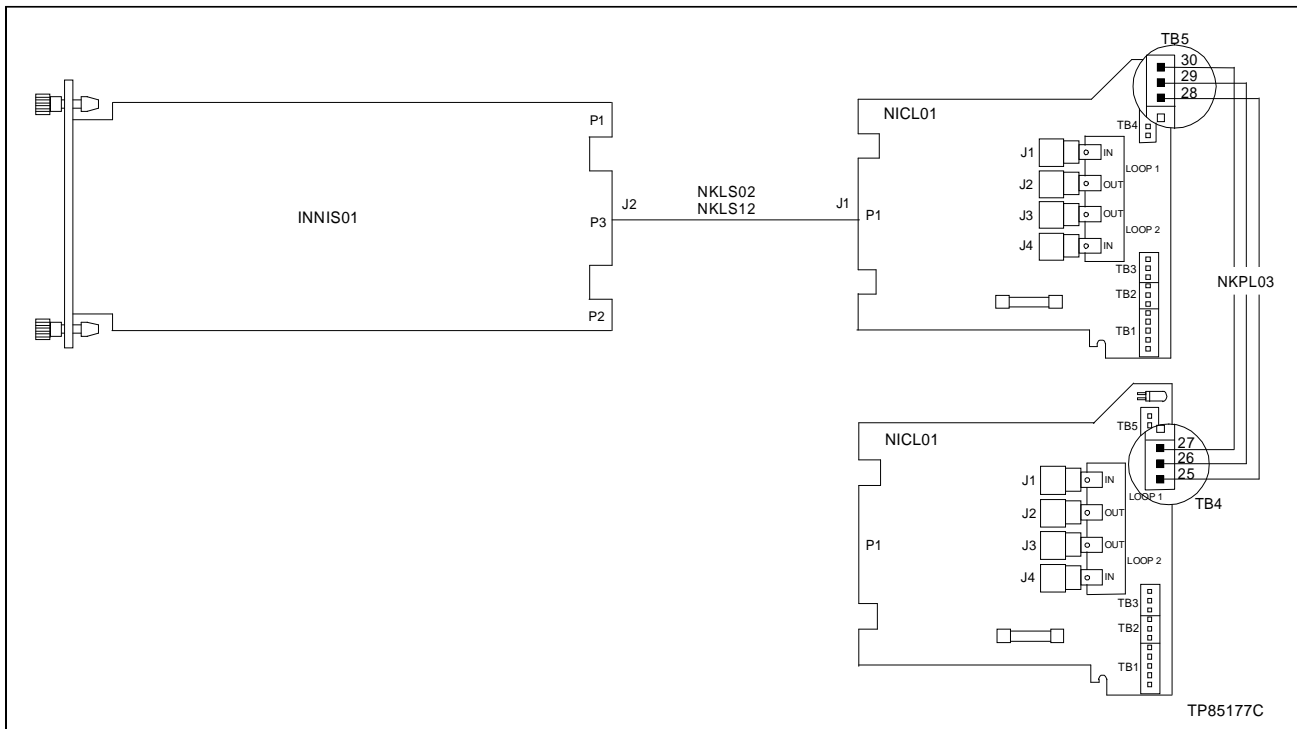 TB5
30
29
28
NICL01
TB4
P1
J1
IN
LOOP 1
J2
OUT
J3
OUT
LOOP 2
J4
IN
TB3
TB2
TB1
P1
INNIS01
P3
P2
J2
NKLS02
NKLS12
J1
NKPL03
NICL01
TB5
27
26
25
TB4
J1
IN
LOOP 1
J2
OUT
P1
J3
OUT
LOOP 2
J4
IN
TB3
TB2
TB1
TP85177C